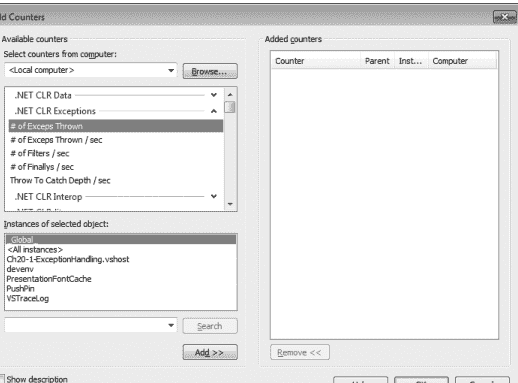 d Counters
Available counters
Select counters from computer:
<Local computer>
Browse...
.NET CLR Data
.NET CLR Exceptions
# of Exceps Thrown
# of Exceps Thrown / sec
# of Filters / sec
# of Finallys / sec
Throw To Catch Depth / sec
.NET CLR Interop
Instances of selected object:
_Global_
<All instances>
Ch20-1-ExceptionHandling.vshost
devenv
PresentationFontCache
PushPin
VSTraceLog
Search
Add >>
Show description
Added counters
Counter Parent Inst... Computer
Remove <<